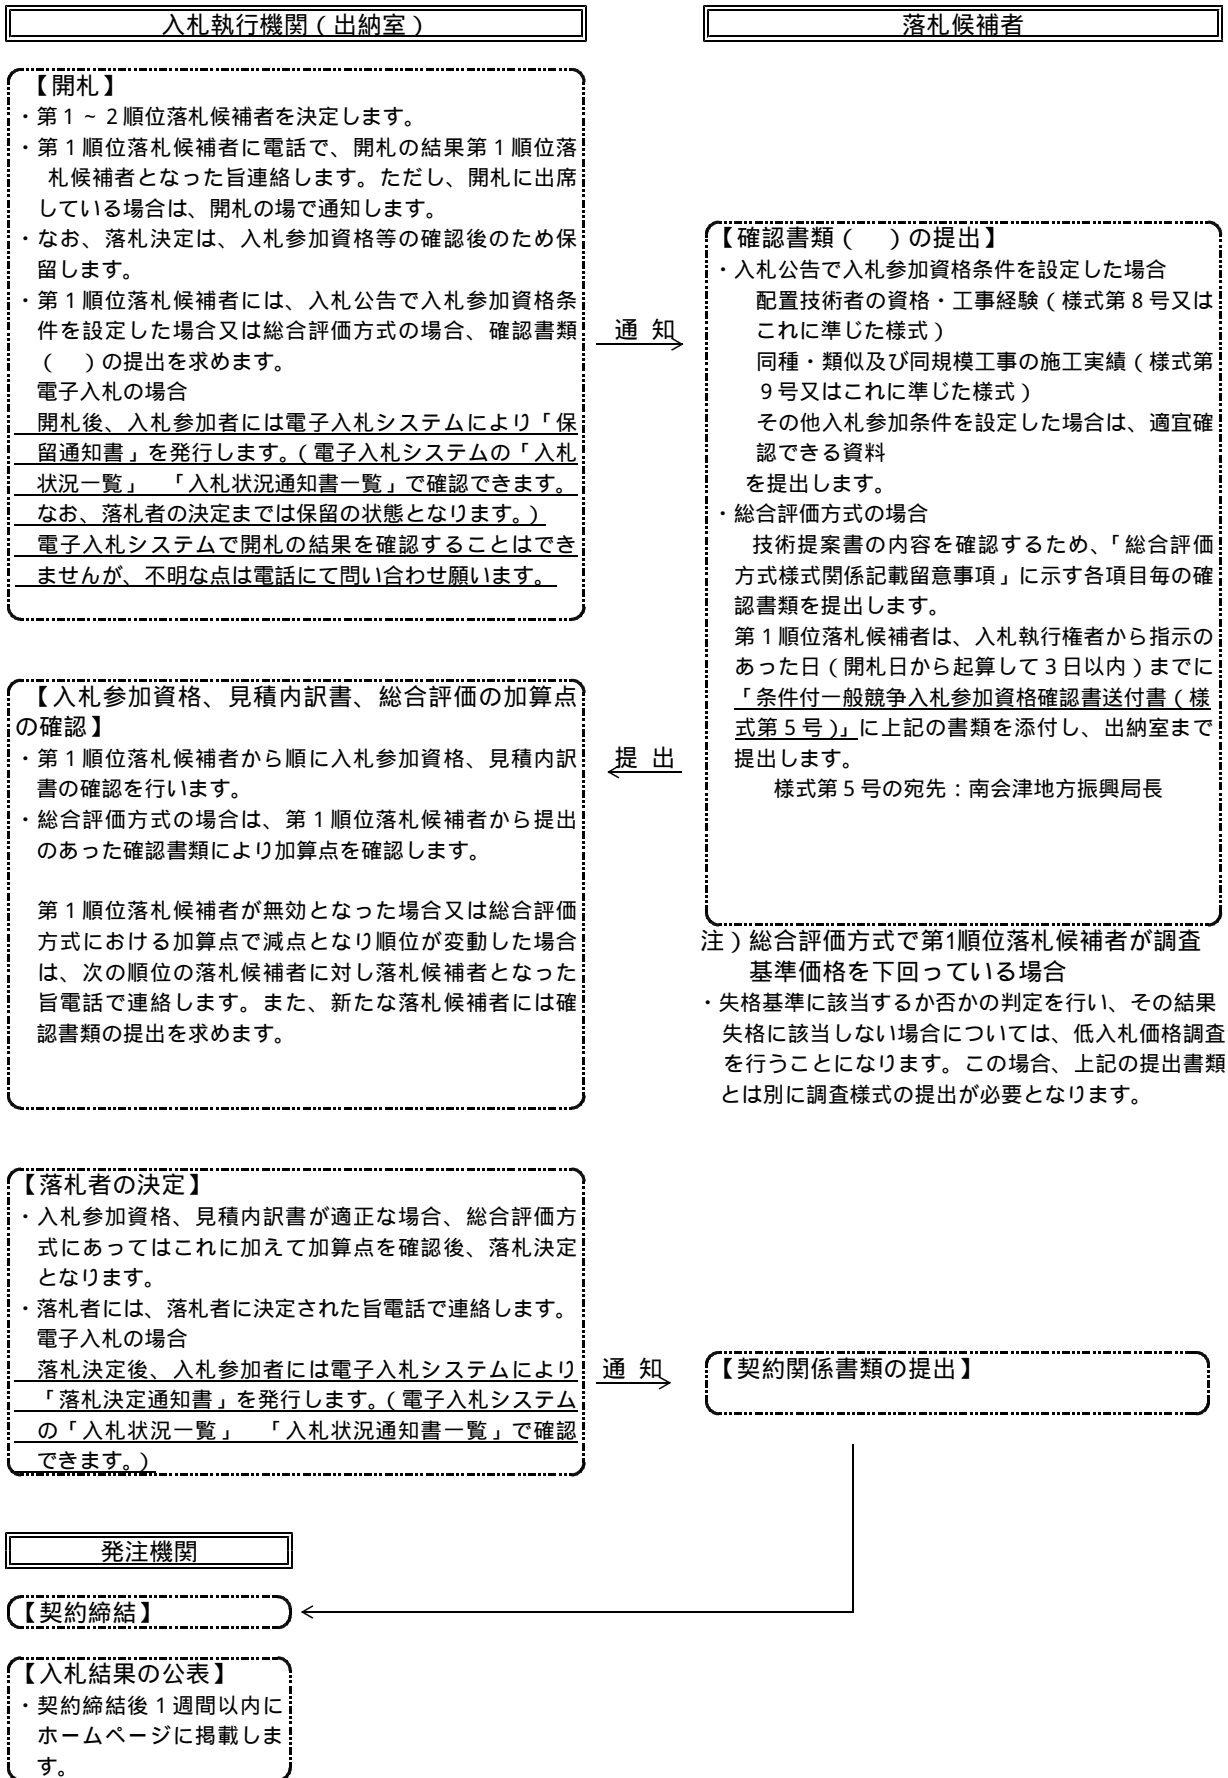 入札執行機関(出納室)
【開札】
・第1~2順位落札候補者を決定します。
・第1順位落札候補者に電話で、開札の結果第1順位落
札候補者となった旨連絡します。ただし、開札に出席
している場合は、開札の場で通知します。
・なお、落札決定は、入札参加資格等の確認後のため保
留します。
・第1順位落札候補者には、入札公告で入札参加資格条
件を設定した場合又は総合評価方式の場合、確認書類
( )の提出を求めます。
電子入札の場合
開札後、入札参加者には電子入札システムにより「保
留通知書」を発行します。(電子入札システムの「入札
状況一覧」 「入札状況通知書一覧」で確認できます。
なお、落札者の決定までは保留の状態となります。)
電子入札システムで開札の結果を確認することはでき
ませんが、不明な点は電話にて問い合わせ願います。
通 知
落札候補者
【確認書類( )の提出】
・入札公告で入札参加資格条件を設定した場合
配置技術者の資格・工事経験(様式第8号又は
これに準じた様式)
同種・類似及び同規模工事の施工実績(様式第
9号又はこれに準じた様式)
その他入札参加条件を設定した場合は、適宜確
認できる資料
を提出します。
・総合評価方式の場合
技術提案書の内容を確認するため、「総合評価
方式様式関係記載留意事項」に示す各項目毎の確
認書類を提出します。
第1順位落札候補者は、入札執行権者から指示の
あった日(開札日から起算して3日以内)までに
「条件付一般競争入札参加資格確認書送付書(様
式第5号)」に上記の書類を添付し、出納室まで
提出します。
様式第5号の宛先:南会津地方振興局長
注)総合評価方式で第1順位落札候補者が調査
基準価格を下回っている場合
・失格基準に該当するか否かの判定を行い、その結果
失格に該当しない場合については、低入札価格調査
を行うことになります。この場合、上記の提出書類
とは別に調査様式の提出が必要となります。
提 出
【入札参加資格、見積内訳書、総合評価の加算点
の確認】
・第1順位落札候補者から順に入札参加資格、見積内訳
書の確認を行います。
・総合評価方式の場合は、第1順位落札候補者から提出
のあった確認書類により加算点を確認します。
第1順位落札候補者が無効となった場合又は総合評価
方式における加算点で減点となり順位が変動した場合
は、次の順位の落札候補者に対し落札候補者となった
旨電話で連絡します。また、新たな落札候補者には確
認書類の提出を求めます。
【落札者の決定】
・入札参加資格、見積内訳書が適正な場合、総合評価方
式にあってはこれに加えて加算点を確認後、落札決定
となります。
・落札者には、落札者に決定された旨電話で連絡します。
電子入札の場合
落札決定後、入札参加者には電子入札システムにより
「落札決定通知書」を発行します。(電子入札システム
の「入札状況一覧」 「入札状況通知書一覧」で確認
できます。)
通 知
【契約関係書類の提出】
発注機関
【契約締結】
【入札結果の公表】
・契約締結後1週間以内に
ホームページに掲載しま
す。